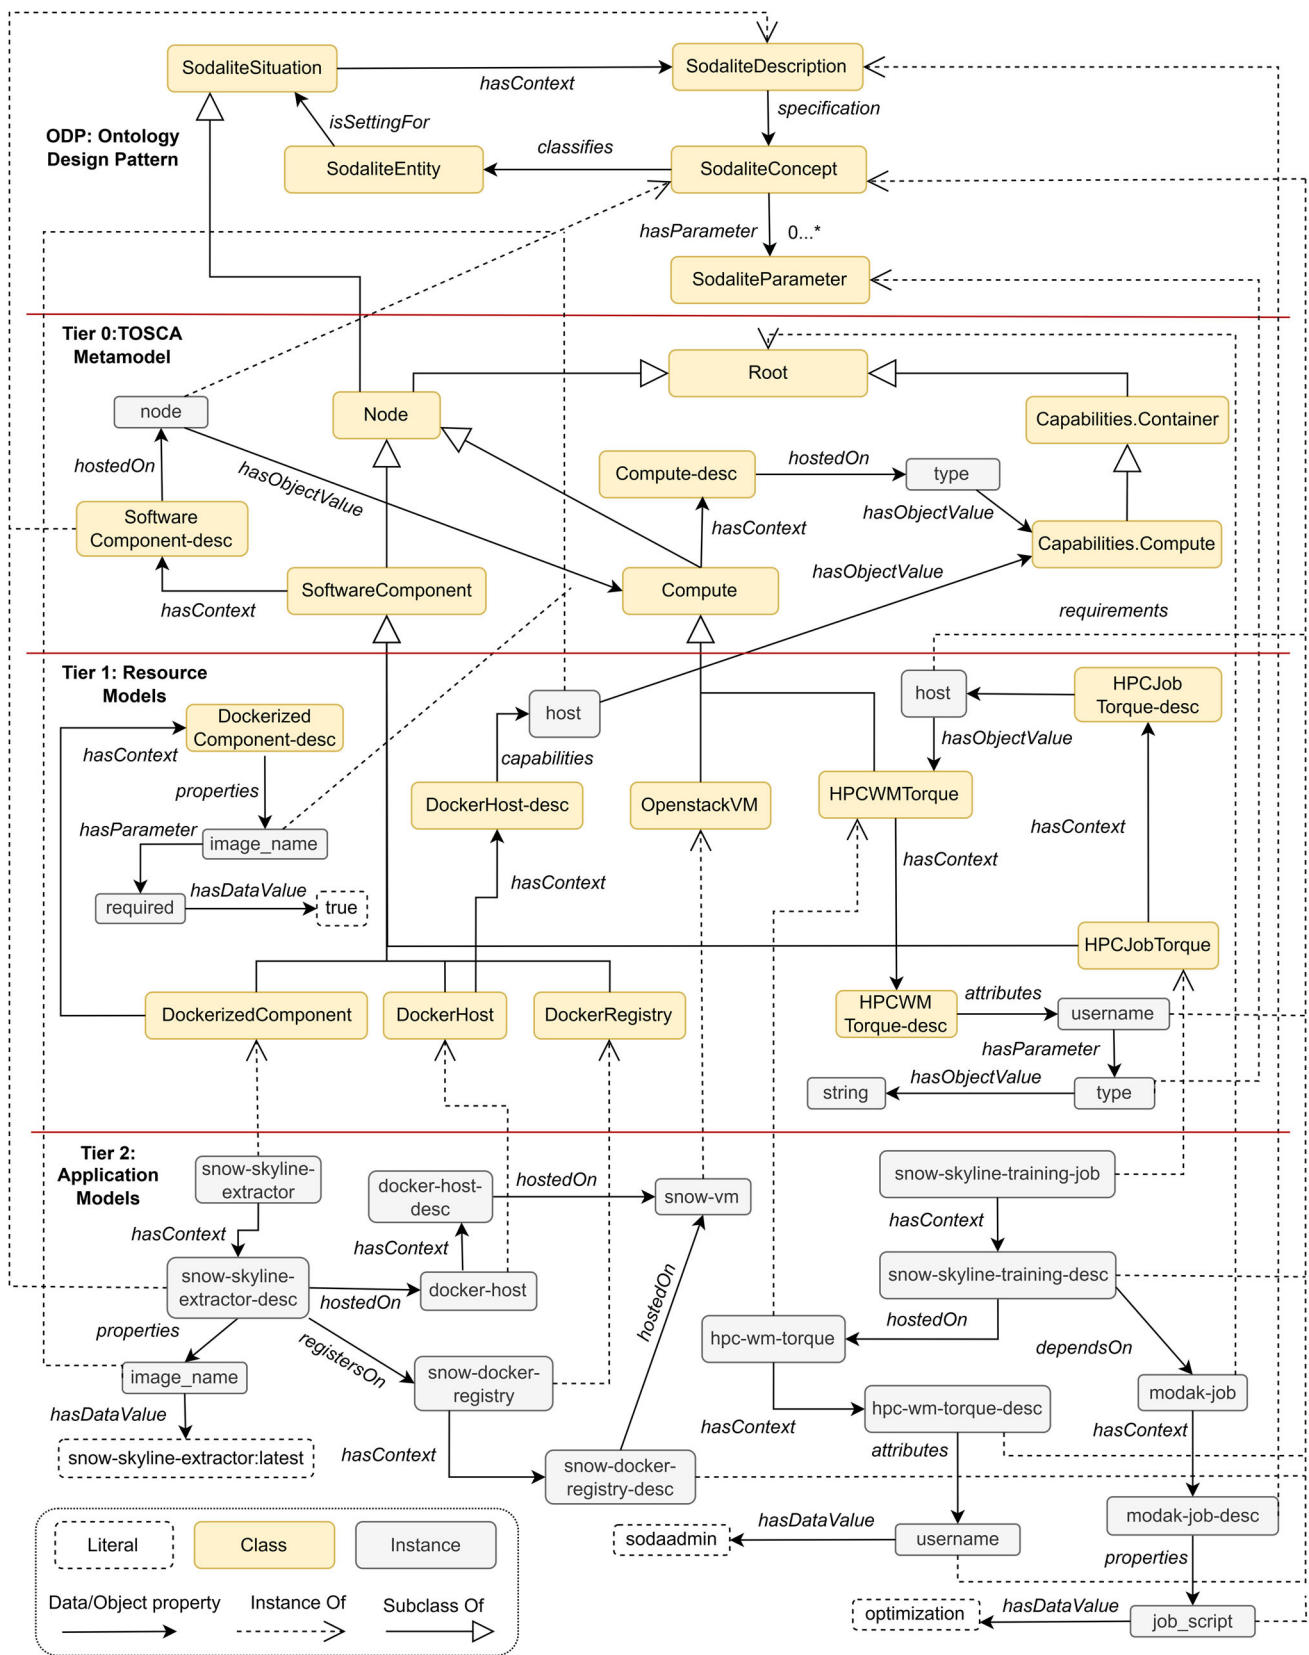 SodaliteSituation
hasContext
SodaliteDescription
specification
isSettingFor
ODP: Ontology
Design Pattern
SodaliteEntity
classifies
SodaliteConcept
hasParameter
0...*
SodaliteParameter
Tier 0:TOSCA
Metamodel
Root
node
Node
Capabilities.Container
hostedOn
hasObjectValue
Compute-desc
hostedOn
type
hasObjectValue
Software
Component-desc
hasContext
Capabilities.Compute
hasObjectValue
hasContext
SoftwareComponent
Compute
requirements
Tier 1: Resource
Models
host
host
HPCJob
Torque-desc
Dockerized
Component-desc
hasContext
hasObjectValue
capabilities
properties
DockerHost-desc
OpenstackVM
HPCWMTorque
hasParameter
image_name
hasContext
hasContext
hasContext
hasDataValue
required
true
HPCJobTorque
DockerizedComponent
DockerHost
DockerRegistry
HPCWM
Torque-desc
attributes
username
hasParameter
string
hasObjectValue
type
Tier 2:
Application
Models
snow-skyline-
extractor
docker-host-
desc
hostedOn
snow-vm
snow-skyline-training-job
hasContext
hasContext
hasContext
snow-skyline-
extractor-desc
hostedOn
docker-host
hostedOn
snow-skyline-training-desc
hostedOn
properties
registersOn
hpc-wm-torque
dependsOn
image_name
snow-docker-
registry
modak-job
hasDataValue
hpc-wm-torque-desc
hasContext
hasContext
hasContext
attributes
snow-skyline-extractor:latest
snow-docker-
registry-desc
modak-job-desc
Literal
Class
Instance
sodaadmin
hasDataValue
username
properties
Data/Object property
Instance Of
Subclass Of
optimization
hasDataValue
job_script